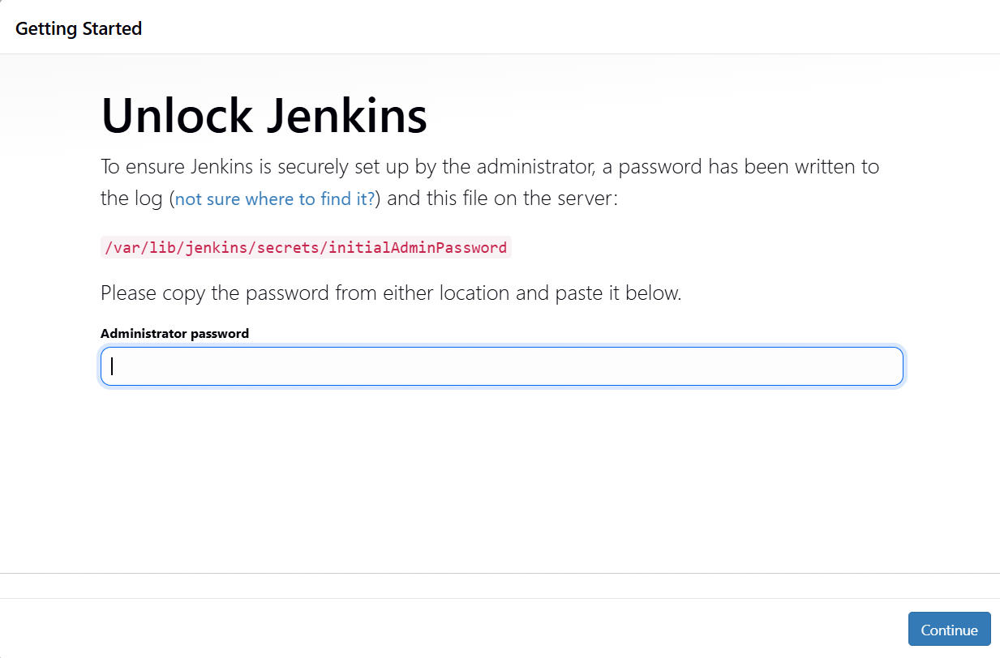 Getting Started
Unlock Jenkins
To ensure Jenkins is securely set up by the administrator, a password has been written to
the log (not sure where to find it?) and this file on the server:
/var/lib/jenkins/secrets/initialAdminPassword
Please copy the password from either location and paste it below.
Administrator password
Continue